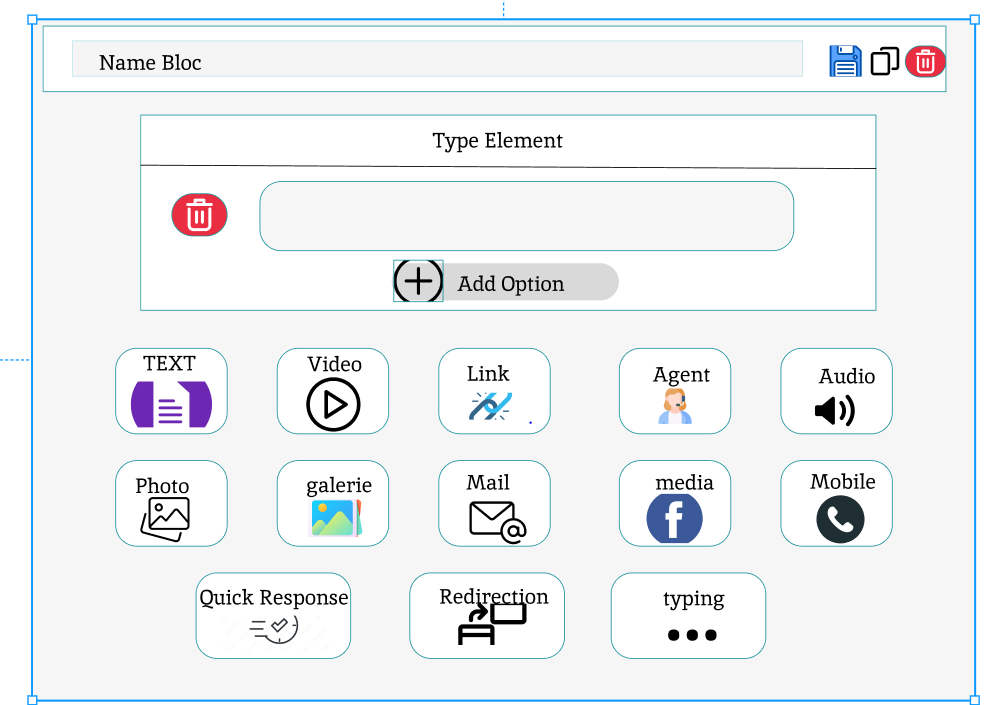 Name Bloc
Type Element
Add Option
TEXT
Video
Link
Agent
Audio
Photo
galerie
Mail
media
Mobile
Quick Response
Redirection
typing